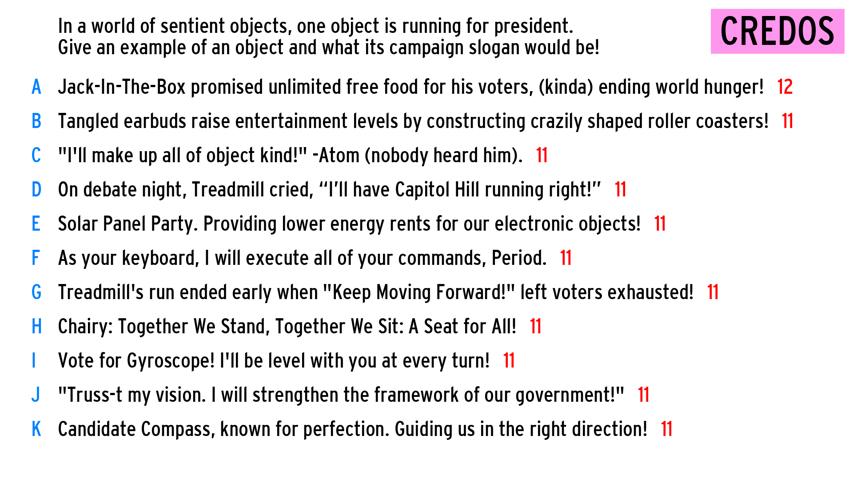 In a world of sentient objects, one object is running for president.
Give an example of an object and what its campaign slogan would be!
CREDOS
A Jack-In-The-Box promised unlimited free food for his voters, (kinda) ending world hunger! 12
B Tangled earbuds raise entertainment levels by constructing crazily shaped roller coasters! 11
C "I'll make up all of object kind!" -Atom (nobody heard him). 11
D On debate night, Treadmill cried, “I’ll have Capitol Hill running right!” 11
E Solar Panel Party. Providing lower energy rents for our electronic objects! 11
F As your keyboard, I will execute all of your commands, Period. 11
G Treadmill's run ended early when "Keep Moving Forward!" left voters exhausted! 11
H Chairy: Together We Stand, Together We Sit: A Seat for All! 11
I Vote for Gyroscope! I'll be level with you at every turn! 11
J "Truss-t my vision. I will strengthen the framework of our government!" 11
K Candidate Compass, known for perfection. Guiding us in the right direction! 11